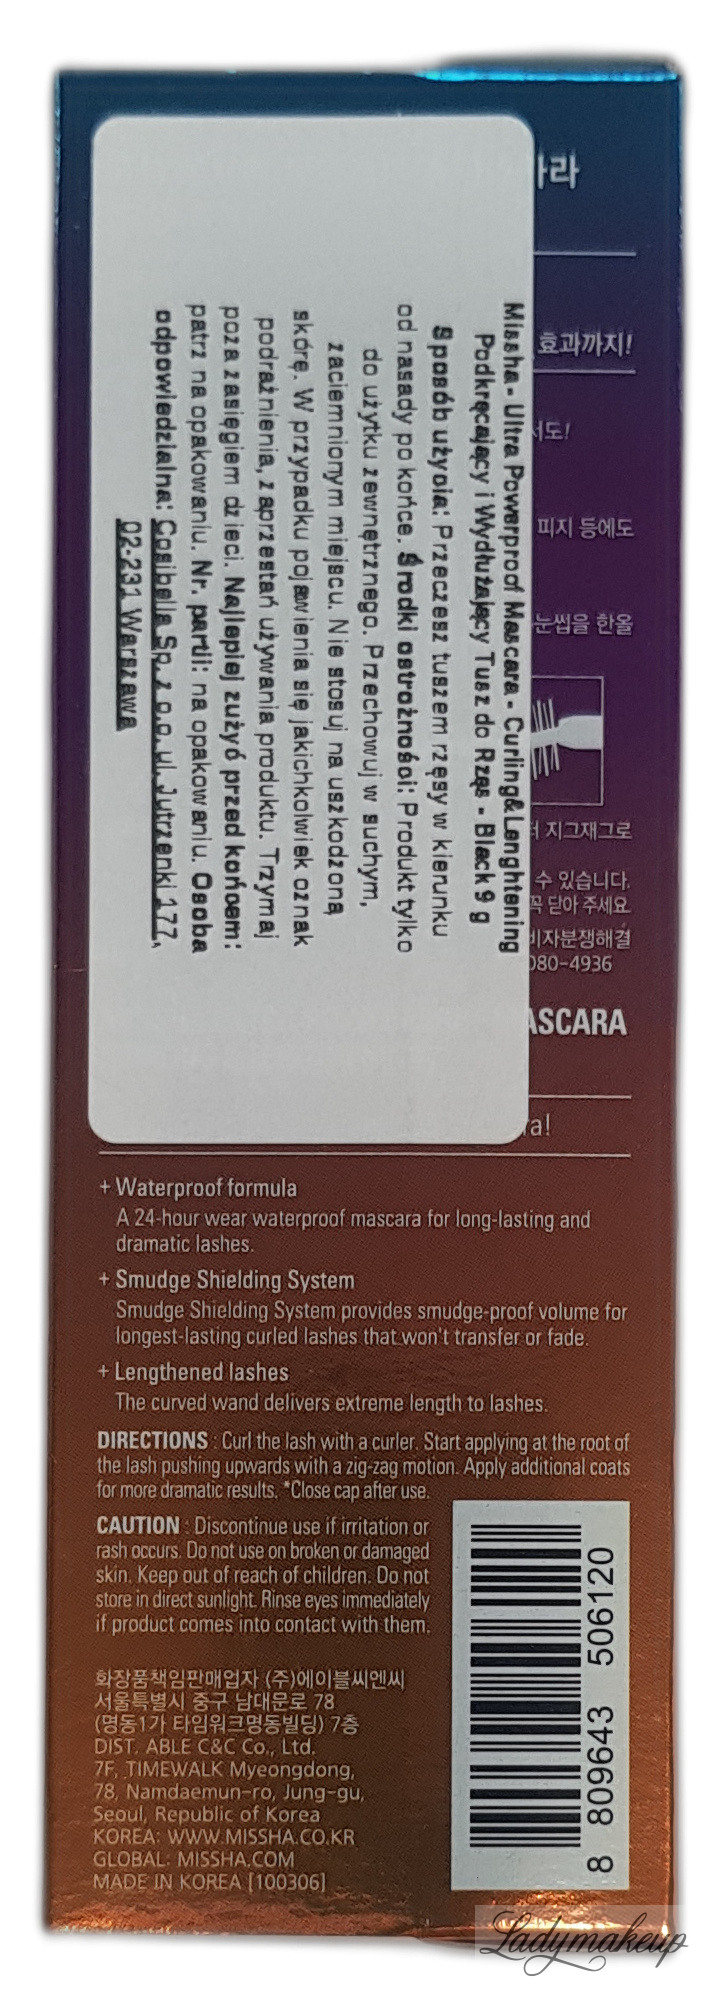 Missha - Ultra Powerproof Mascara - Curling&Lenghtening
Podkręcający i Wydłużający Tusz do Rzęs - Black 9 g
Sposób użycia: Przeczesz tuszem rzęsy w kierunku
od nasady po końce. Środki ostrożności: Produkt tylko
do użytku zewnętrznego. Przechowuj w suchym,
zaciemnionym miejscu. Nie stosuj na uszkodzoną
skórę. W przypadku pojawienia się jakichkolwiek oznak
podrażnienia, zaprzestań używania produktu. Trzymaj
poza zasięgiem dzieci. Najlepiej zużyć przed końcem:
patrz na opakowaniu. Nr. partii: na opakowaniu. Osoba
odpowiedzialna: Cosibella Sp. z o.o. ul. Jutrzenki 177,
02-231 Warszawa
라
효과까지!
서도!
피지 등에도
눈썹을 한올
지그재그로
수 있습니다.
꼭 닫아 주세요
비자분쟁해결
080-4936
ASCARA
ra!
+ Waterproof formula
A 24-hour wear waterproof mascara for long-lasting and
dramatic lashes.
+ Smudge Shielding System
Smudge Shielding System provides smudge-proof volume for
longest-lasting curled lashes that won't transfer or fade.
+ Lengthened lashes
The curved wand delivers extreme length to lashes.
DIRECTIONS : Curl the lash with a curler. Start applying at the root of
the lash pushing upwards with a zig-zag motion. Apply additional coats
for more dramatic results. *Close cap after use.
CAUTION : Discontinue use if irritation or
rash occurs. Do not use on broken or damaged
skin. Keep out of reach of children. Do not
store in direct sunlight. Rinse eyes immediately
if product comes into contact with them.
화장품책임판매업자 (주)에이블씨엔씨
서울특별시 중구 남대문로 78
(명동1가 타임워크명동빌딩) 7층
DIST. ABLE C&C Co., Ltd.
7F, TIMEWALK Myeongdong,
78, Namdaemun-ro, Jung-gu,
Seoul, Republic of Korea
KOREA: WWW.MISSHA.CO.KR
GLOBAL: MISSHA.COM
MADE IN KOREA [100306]
8 809643 506120
Ladymakeup